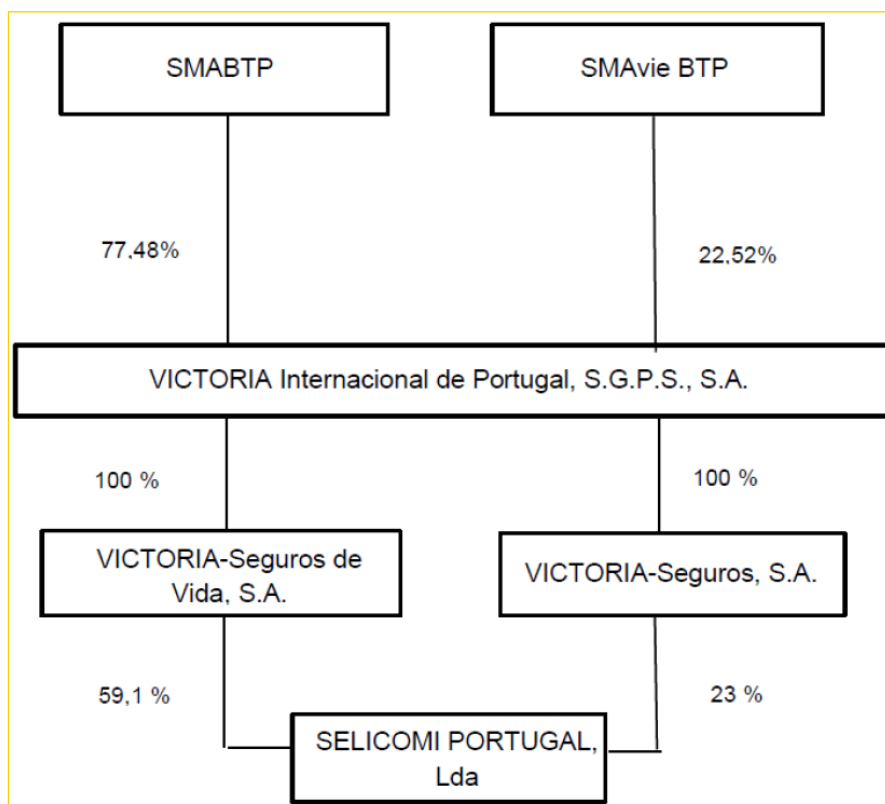 SMABTP
SMAvie BTP
77,48%
22,52%
VICTORIA Internacional de Portugal, S.G.P.S., S.A.
100 %
100 %
VICTORIA-Seguros de
Vida, S.A.
VICTORIA-Seguros, S.A.
59,1 %
23 %
SELICOMI PORTUGAL,
Lda